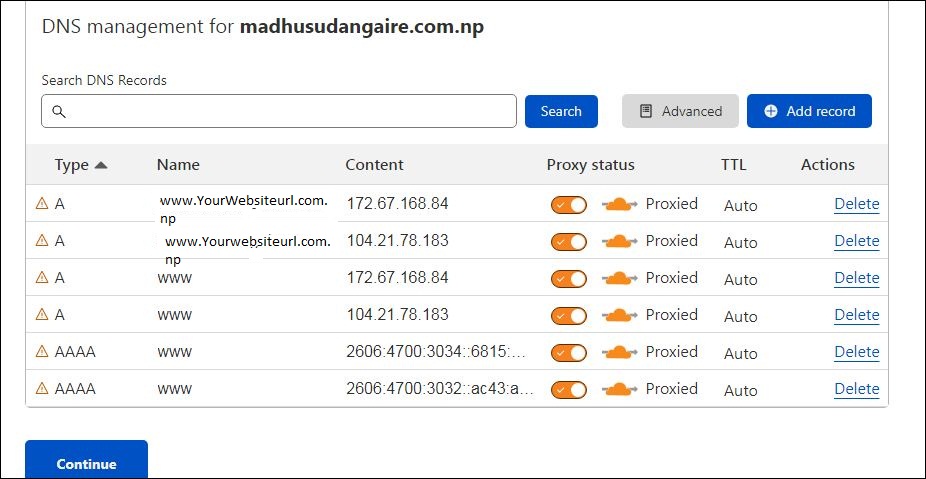 DNS management for madhusudangaire.com.np
Search DNS Records
Search
Advanced
Add record
Type Name Content Proxy status TTL Actions
A www.YourWebsiteurl.com.
np 172.67.168.84 Proxied Auto Delete
A www.Yourwebsiteurl.com.
np 104.21.78.183 Proxied Auto Delete
A www 172.67.168.84 Proxied Auto Delete
A www 104.21.78.183 Proxied Auto Delete
AAAA www 2606:4700:3034::6815:... Proxied Auto Delete
AAAA www 2606:4700:3032::ac43:a... Proxied Auto Delete
Continue